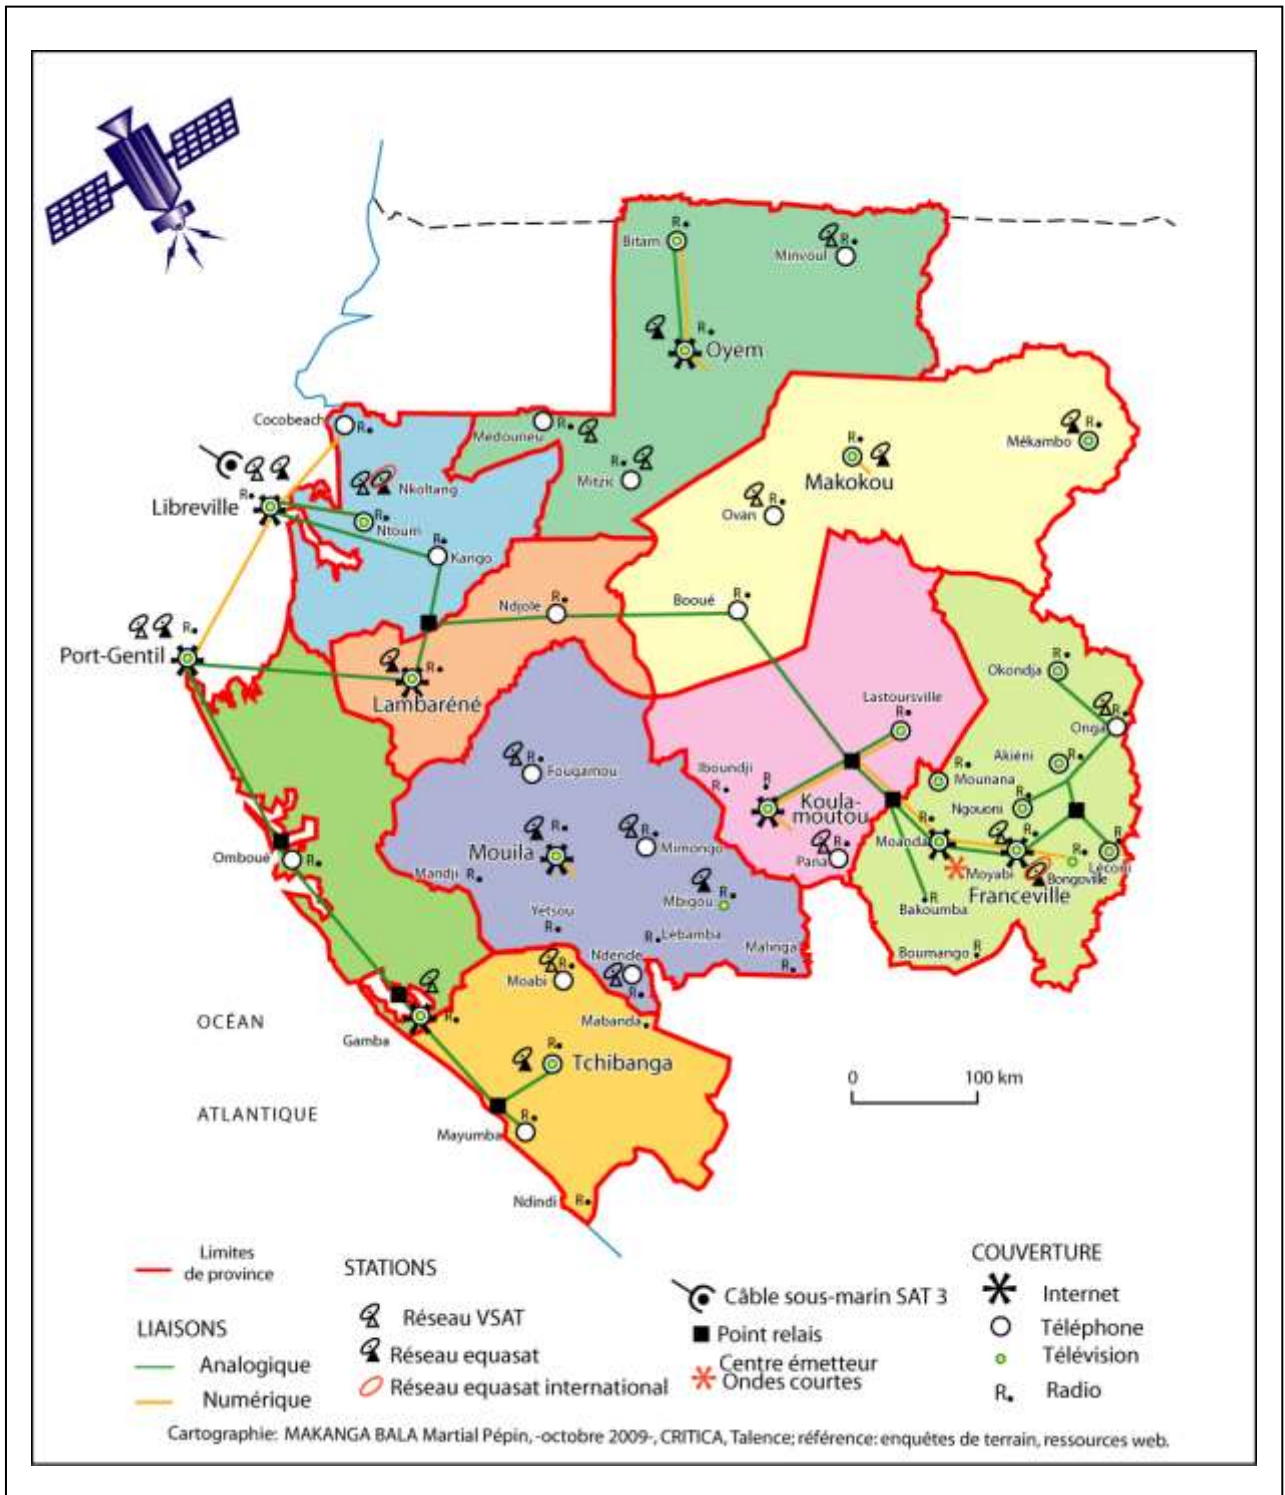 Bitam
R.
Minvoul
R.
R.
Oyem
Cocobeach
R.
Medouneu
R.
Mékambo
R.
R.
Makokou
Mitzic
R.
Nkoltang
Libreville
R.
R.
Ntoum
Ovan
R.
R.
Kango
Ndjole
R.
Booué
R.
Port-Gentil
R.
R.
Lambaréné
Okondja
R.
Lastoursville
R.
Onga
R.
Akiéni
R.
Fougamou
R.
Iboundji
R.
R
Mounana
R.
Ngouoni
R.
Koula-
moutou
Mouila
R.
Mimongo
R.
Moanda
R.
R.
R.
R
Léconi
Pana
R.
Moyabi
Bongoville
Franceville
Mandji
R.
Mbigou
R.
Bakoumba
R
Yetsou
R.
Lebamba
R.
Malinga
R.
Boumango
R
Ndende
R.
Moabi
R.
OCÉAN
Gamba
R.
Mabanda
R.
Tchibanga
0
100 km
ATLANTIQUE
Mayumba
R.
Ndindi
R.
Limites
de province
LIAISONS
Analogique
Numérique
STATIONS
Réseau VSAT
Réseau equasat
Réseau equasat international
Câble sous-marin SAT 3
Point relais
Centre émetteur
Ondes courtes
COUVERTURE
Internet
Téléphone
Télévision
R.
Radio
Cartographie: MAKANGA BALA Martial Pépin, -octobre 2009-, CRITICA, Talence; référence: enquêtes de terrain, ressources web.